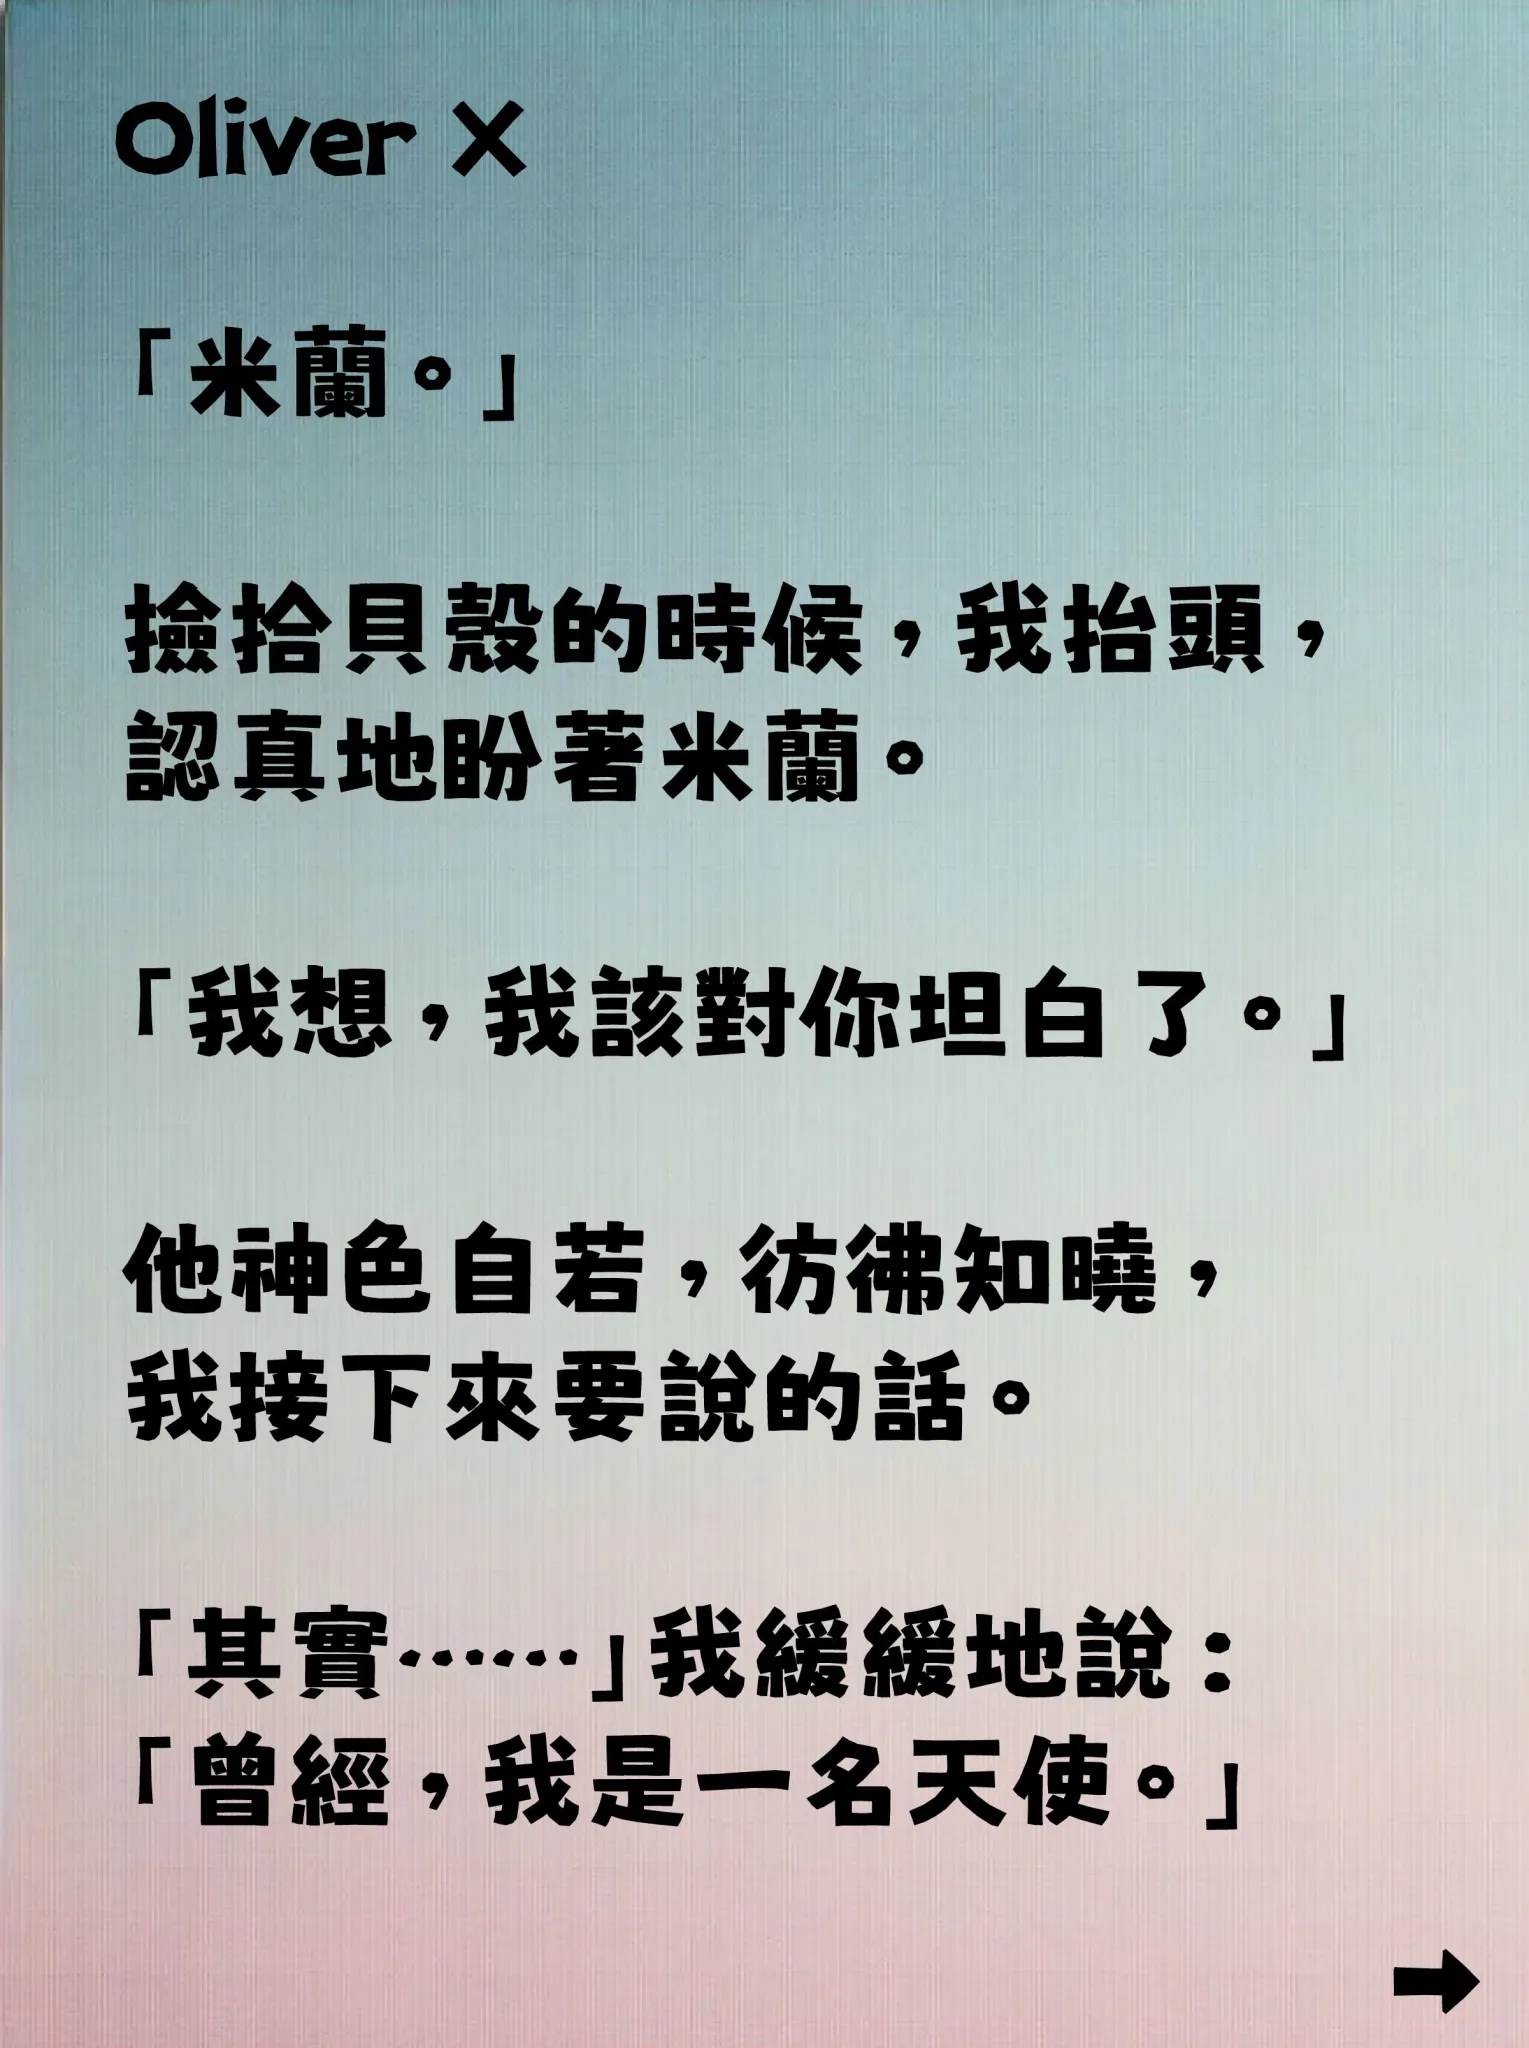 Oliver X
「米蘭。」
撿拾貝殼的時候，我抬頭，
認真地盼著米蘭。
「我想，我該對你坦白了。」
他神色自若，彷彿知曉，
我接下來要說的話。
「其實……」我緩緩地說：
「曾經，我是一名天使。」